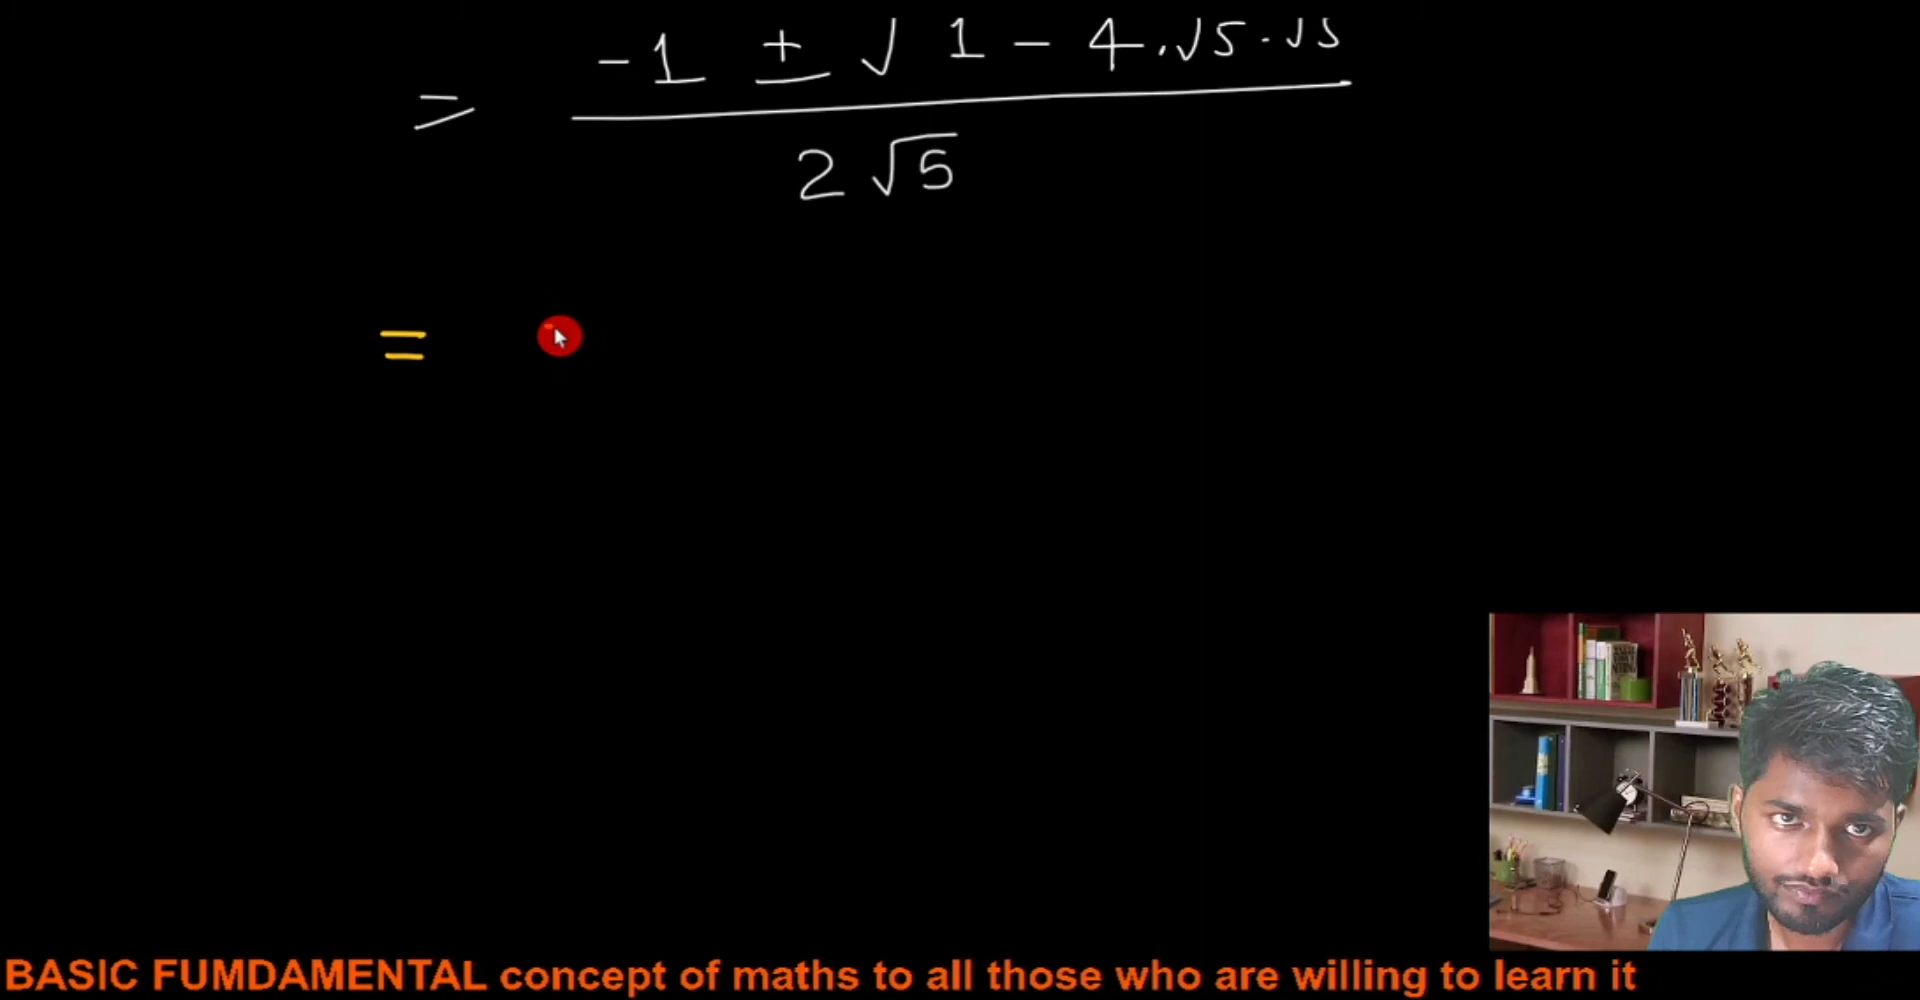 = -1 ± √ 1 - 4 . √5 . √5
2 √5
=
BASIC FUMDAMENTAL concept of maths to all those who are willing to learn it